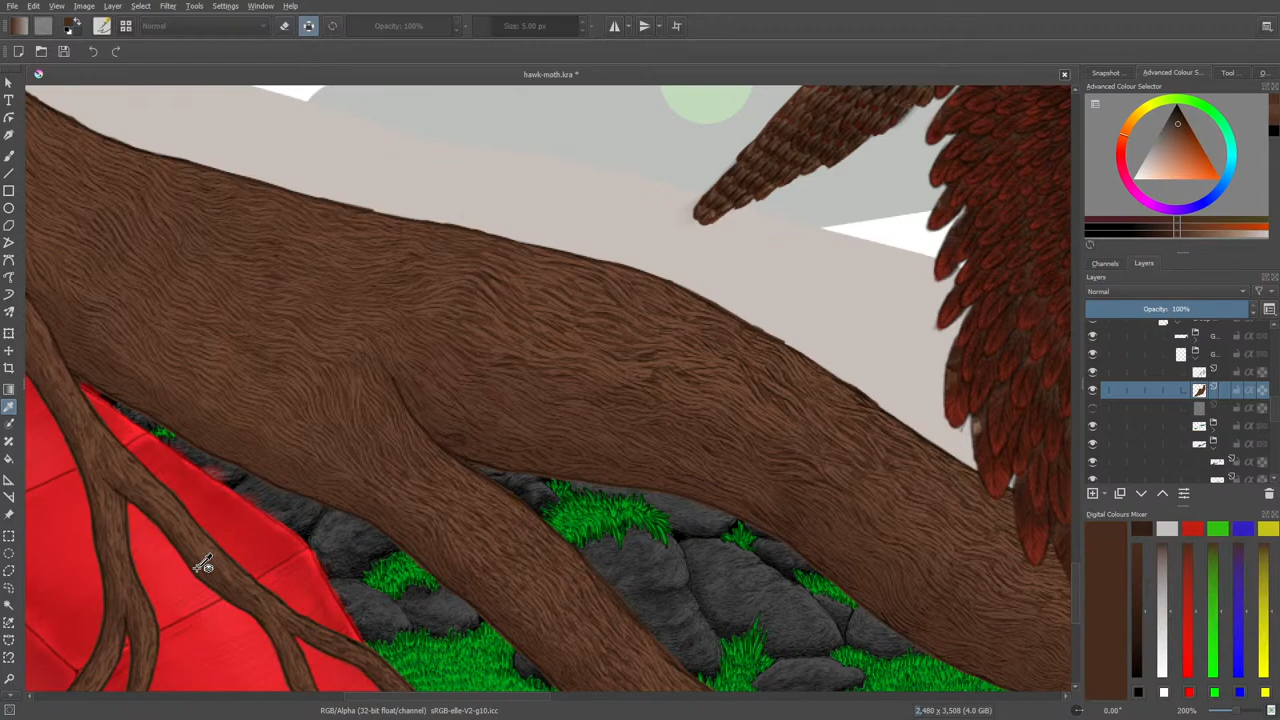 File Edit View Image Layer Select Filter Tools Settings Window Help
Normal Opacity: 100% Size: 5.00 px
hawk-moth.kra *
Snapshot ... Advanced Colour S... Tool ... Q...
Advanced Colour Selector
Channels Layers
Layers
Normal
Opacity: 100%
G...
G...
Digital Colours Mixer
RGB/Alpha (32-bit float/channel) sRGB-elle-V2-g10.icc 2,480 x 3,508 (4.0 GiB) 0.00° 200%